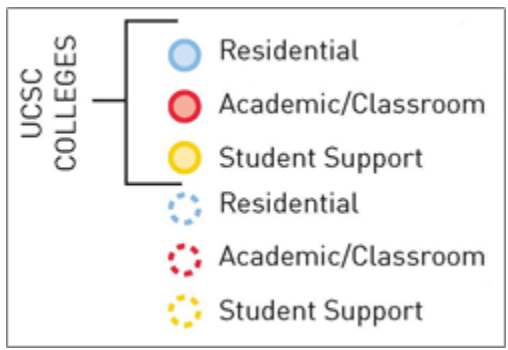 UCSC
COLLEGES
Residential
Academic/Classroom
Student Support
Residential
Academic/Classroom
Student Support